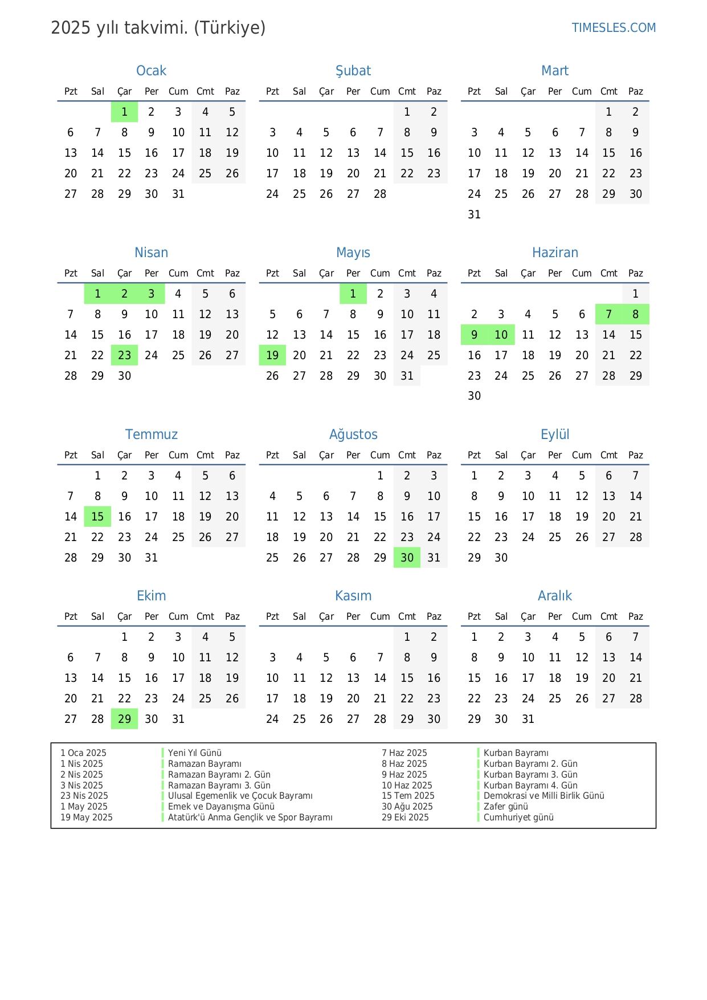 2025 yılı takvimi. (Türkiye) TIMESLES.COM
Ocak Şubat Mart
Pzt Sal Çar Per Cum Cmt Paz Pzt Sal Çar Per Cum Cmt Paz Pzt Sal Çar Per Cum Cmt Paz
1 2 3 4 5 1 2 1 2
6 7 8 9 10 11 12 3 4 5 6 7 8 9 3 4 5 6 7 8 9
13 14 15 16 17 18 19 10 11 12 13 14 15 16 10 11 12 13 14 15 16
20 21 22 23 24 25 26 17 18 19 20 21 22 23 17 18 19 20 21 22 23
27 28 29 30 31 24 25 26 27 28 24 25 26 27 28 29 30
31
Nisan Mayıs Haziran
Pzt Sal Çar Per Cum Cmt Paz Pzt Sal Çar Per Cum Cmt Paz Pzt Sal Çar Per Cum Cmt Paz
1 2 3 4 5 6 1 2 3 4 1
7 8 9 10 11 12 13 5 6 7 8 9 10 11 2 3 4 5 6 7 8
14 15 16 17 18 19 20 12 13 14 15 16 17 18 9 10 11 12 13 14 15
21 22 23 24 25 26 27 19 20 21 22 23 24 25 16 17 18 19 20 21 22
28 29 30 26 27 28 29 30 31 23 24 25 26 27 28 29
30
Temmuz Ağustos Eylül
Pzt Sal Çar Per Cum Cmt Paz Pzt Sal Çar Per Cum Cmt Paz Pzt Sal Çar Per Cum Cmt Paz
1 2 3 4 5 6 1 2 3 1 2 3 4 5 6 7
7 8 9 10 11 12 13 4 5 6 7 8 9 10 8 9 10 11 12 13 14
14 15 16 17 18 19 20 11 12 13 14 15 16 17 15 16 17 18 19 20 21
21 22 23 24 25 26 27 18 19 20 21 22 23 24 22 23 24 25 26 27 28
28 29 30 31 25 26 27 28 29 30 31 29 30
Ekim Kasım Aralık
Pzt Sal Çar Per Cum Cmt Paz Pzt Sal Çar Per Cum Cmt Paz Pzt Sal Çar Per Cum Cmt Paz
1 2 3 4 5 1 2 1 2 3 4 5 6 7
6 7 8 9 10 11 12 3 4 5 6 7 8 9 8 9 10 11 12 13 14
13 14 15 16 17 18 19 10 11 12 13 14 15 16 15 16 17 18 19 20 21
20 21 22 23 24 25 26 17 18 19 20 21 22 23 22 23 24 25 26 27 28
27 28 29 30 31 24 25 26 27 28 29 30 29 30 31
1 Oca 2025 Yeni Yıl Günü 7 Haz 2025 Kurban Bayramı
1 Nis 2025 Ramazan Bayramı 8 Haz 2025 Kurban Bayramı 2. Gün
2 Nis 2025 Ramazan Bayramı 2. Gün 9 Haz 2025 Kurban Bayramı 3. Gün
3 Nis 2025 Ramazan Bayramı 3. Gün 10 Haz 2025 Kurban Bayramı 4. Gün
23 Nis 2025 Ulusal Egemenlik ve Çocuk Bayramı 15 Tem 2025 Demokrasi ve Milli Birlik Günü
1 May 2025 Emek ve Dayanışma Günü 30 Ağu 2025 Zafer günü
19 May 2025 Atatürk'ü Anma Gençlik ve Spor Bayramı 29 Eki 2025 Cumhuriyet günü